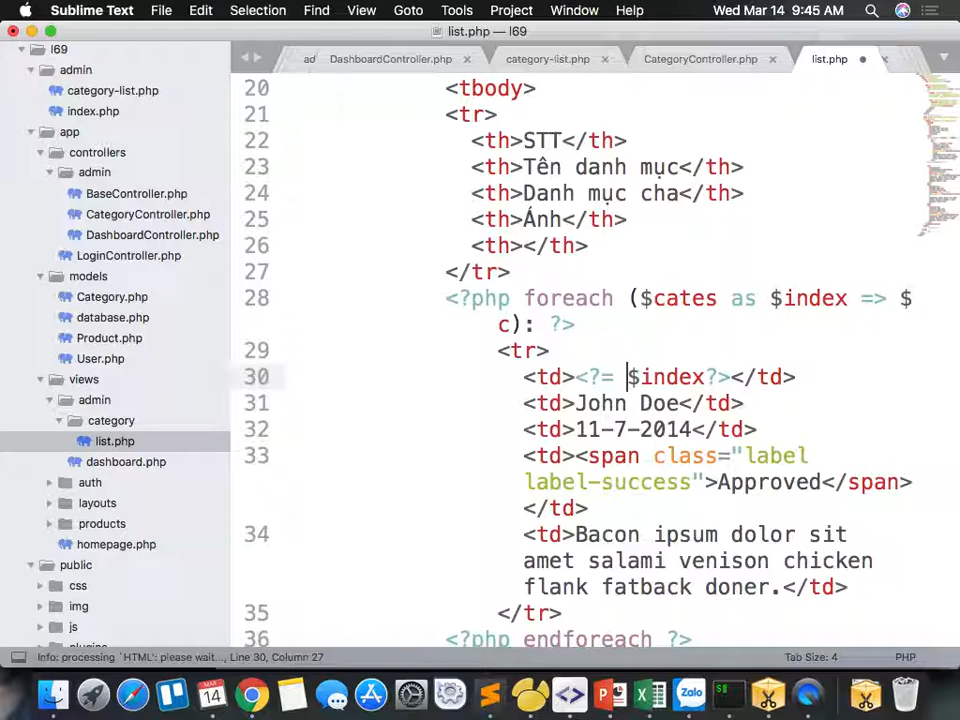 Sublime Text File Edit Selection Find View Goto Tools Project Window Help Wed Mar 14 9:45 AM
list.php — l69
l69
admin
category-list.php
index.php
app
controllers
admin
BaseController.php
CategoryController.php
DashboardController.php
LoginController.php
models
Category.php
database.php
Product.php
User.php
views
admin
category
list.php
dashboard.php
auth
layouts
products
homepage.php
public
css
img
js
plugins
ad DashboardController.php × category-list.php × CategoryController.php × list.php
20 <tbody>
21 <tr>
22 <th>STT</th>
23 <th>Tên danh mục</th>
24 <th>Danh mục cha</th>
25 <th>Ảnh</th>
26 <th></th>
27 </tr>
28 <?php foreach ($cates as $index => $
c): ?>
29 <tr>
30 <td><?= $index?></td>
31 <td>John Doe</td>
32 <td>11-7-2014</td>
33 <td><span class="label
label-success">Approved</span>
</td>
34 <td>Bacon ipsum dolor sit
amet salami venison chicken
flank fatback doner.</td>
35 </tr>
36 <?php endforeach ?>
Info: processing `HTML': please wait..., Line 30, Column 27 Tab Size: 4 PHP
MAR
14
Zalo